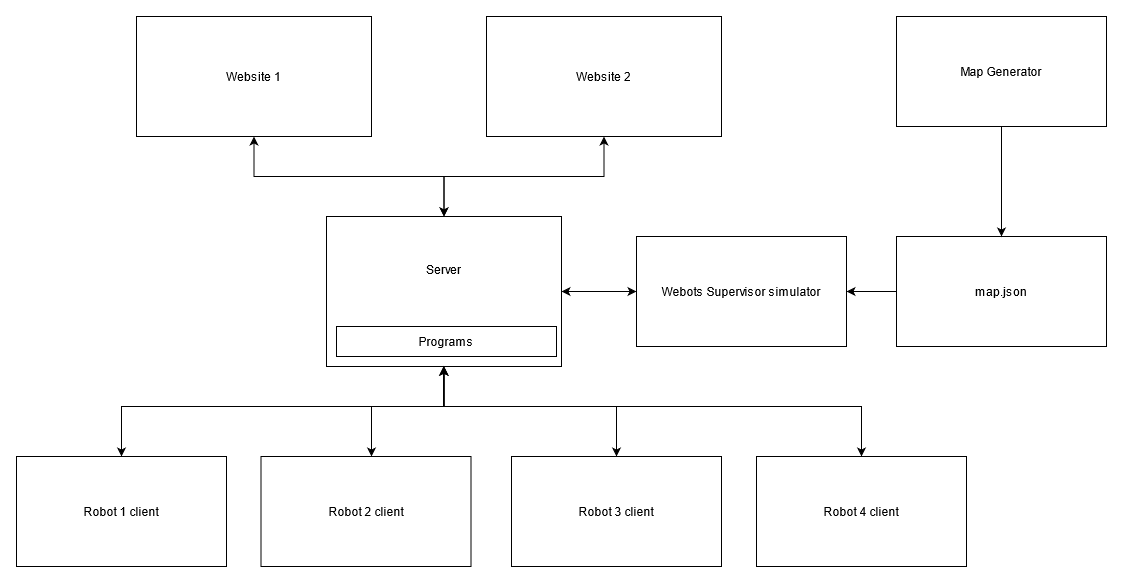 Website 1
Website 2
Map Generator
Server
Programs
Webots Supervisor simulator
map.json
Robot 1 client
Robot 2 client
Robot 3 client
Robot 4 client